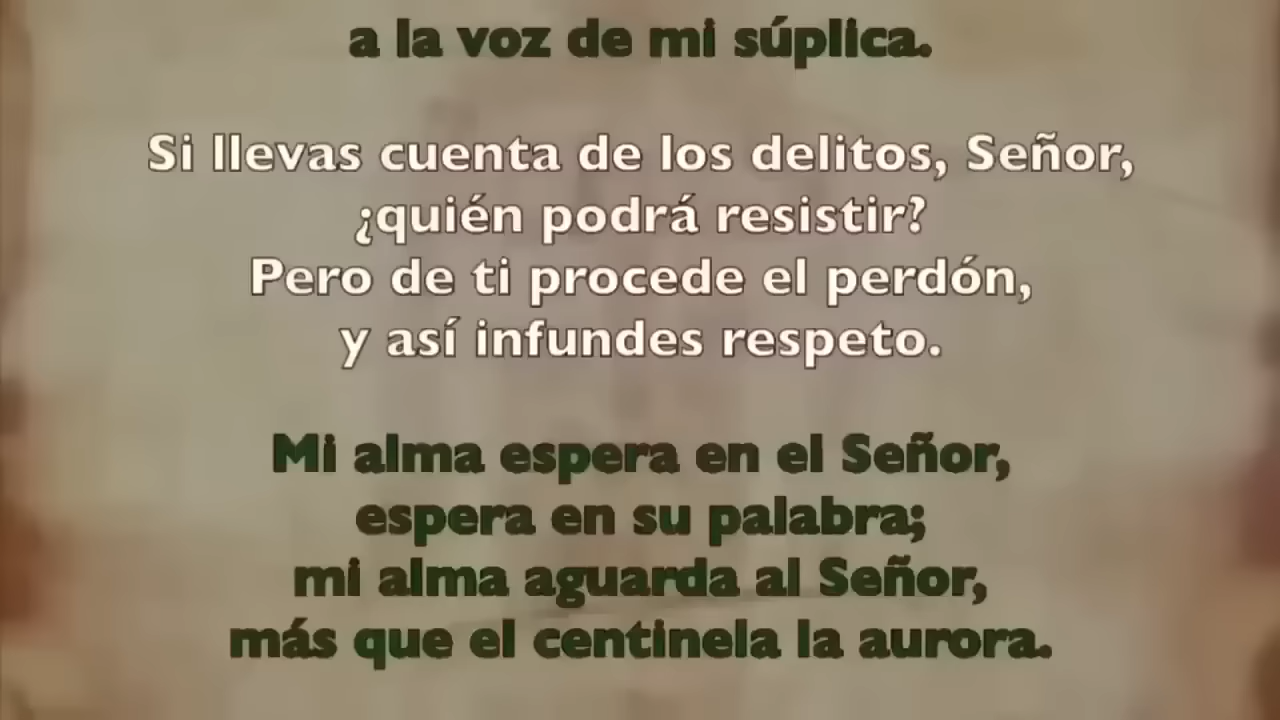 a la voz de mi súplica.
Si llevas cuenta de los delitos, Señor,
¿quién podrá resistir?
Pero de ti procede el perdón,
y así infundes respeto.
Mi alma espera en el Señor,
espera en su palabra;
mi alma aguarda al Señor,
más que el centinela la aurora.